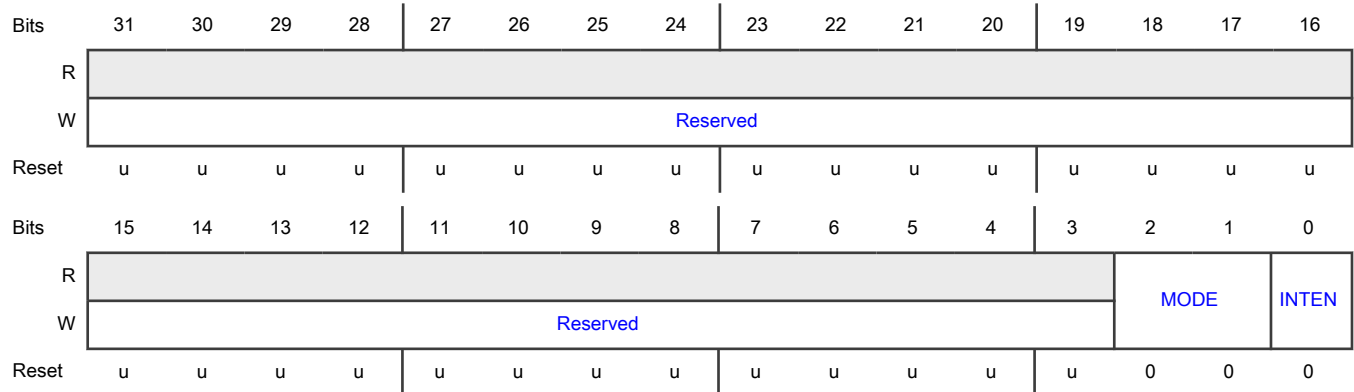 Bits 31 30 29 28 27 26 25 24 23 22 21 20 19 18 17 16
R
W Reserved
Reset u u u u u u u u u u u u u u u u
Bits 15 14 13 12 11 10 9 8 7 6 5 4 3 2 1 0
R
MODE INTEN
W Reserved
Reset u u u u u u u u u u u u u 0 0 0